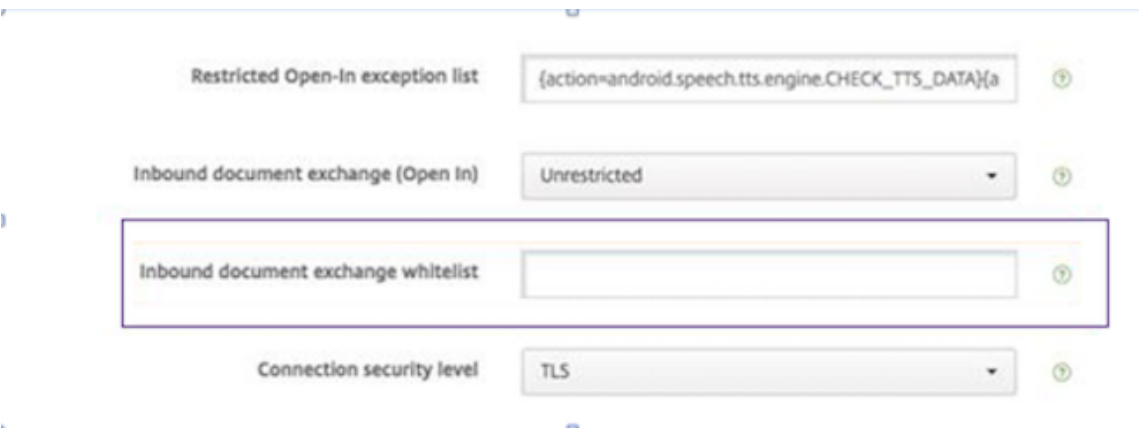 Restricted Open-In exception list
{action=android.speech.tts.engine.CHECK_TTS_DATA}{a
Inbound document exchange (Open In)
Unrestricted
Inbound document exchange whitelist
Connection security level
TLS